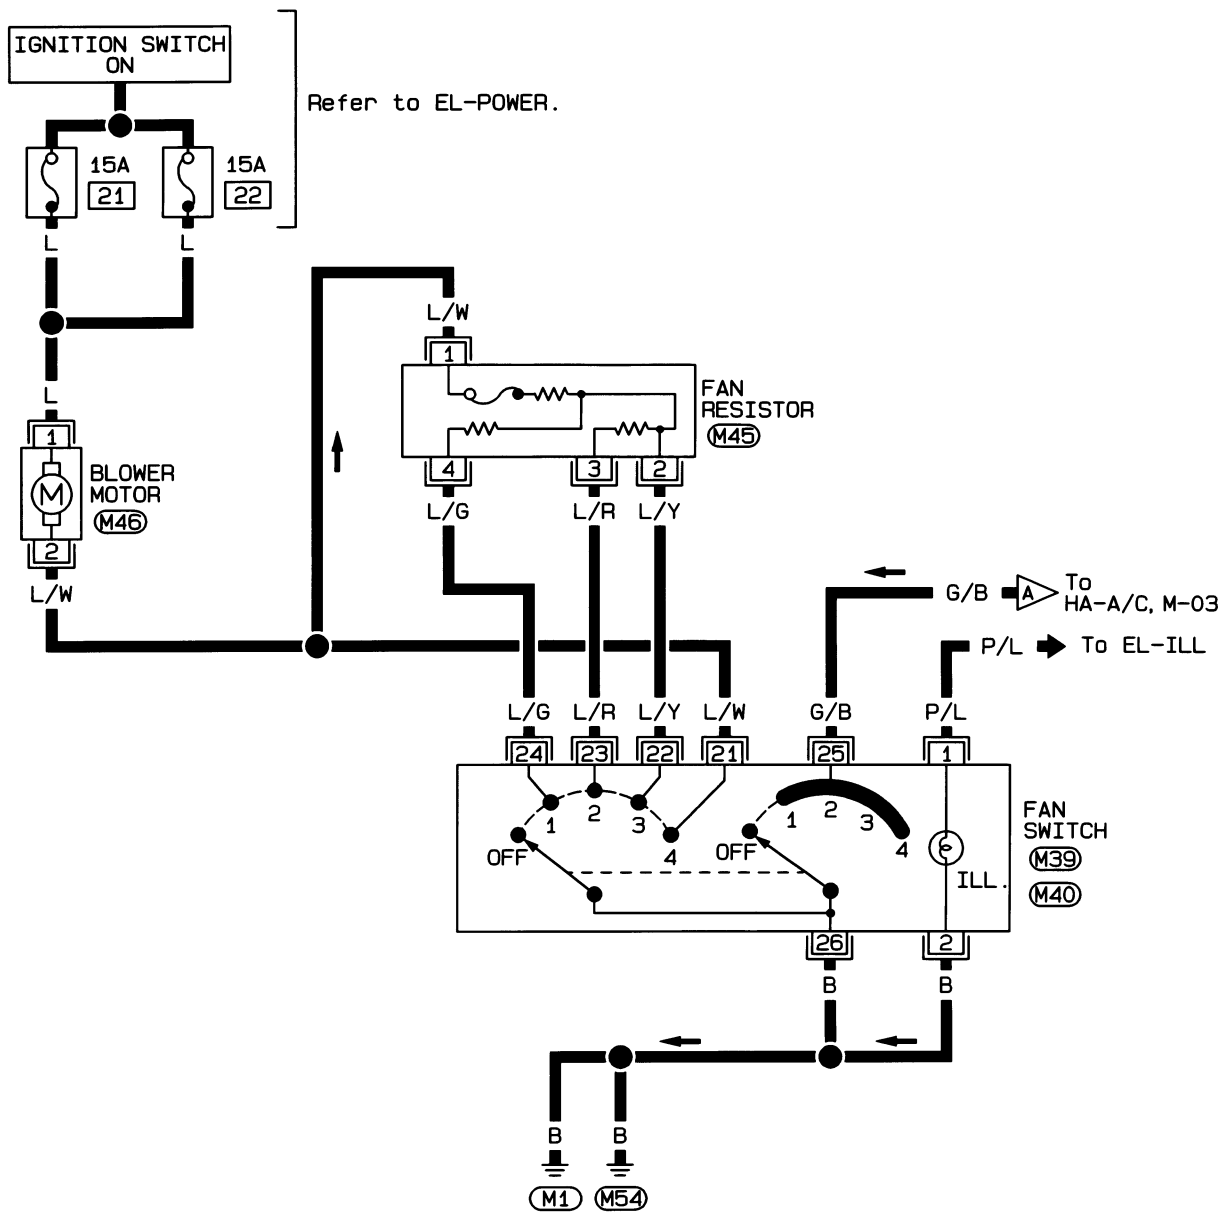 IGNITION SWITCH
ON
Refer to EL-POWER.
15A
21
15A
22
L
L
L/W
1
FAN
RESISTOR
M45
L
1
BLOWER
MOTOR
M46
M
2
L/W
4
3
2
L/G
L/R
L/Y
G/B
A
To
HA-A/C, M-03
P/L
To EL-ILL
L/G
L/R
L/Y
L/W
G/B
P/L
24
23
22
21
25
1
OFF
1
2
3
4
OFF
1
2
3
4
ILL.
FAN
SWITCH
M39
M40
26
2
B
B
B
B
M1
M54